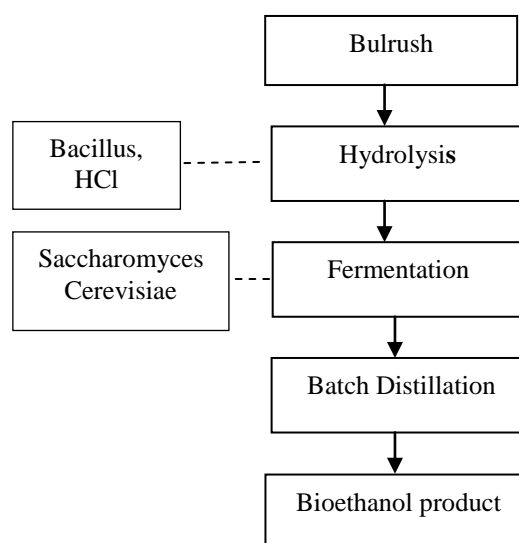 Bulrush
Bacillus,
HCl
Hydrolysis
Saccharomyces
Cerevisiae
Fermentation
Batch Distillation
Bioethanol product